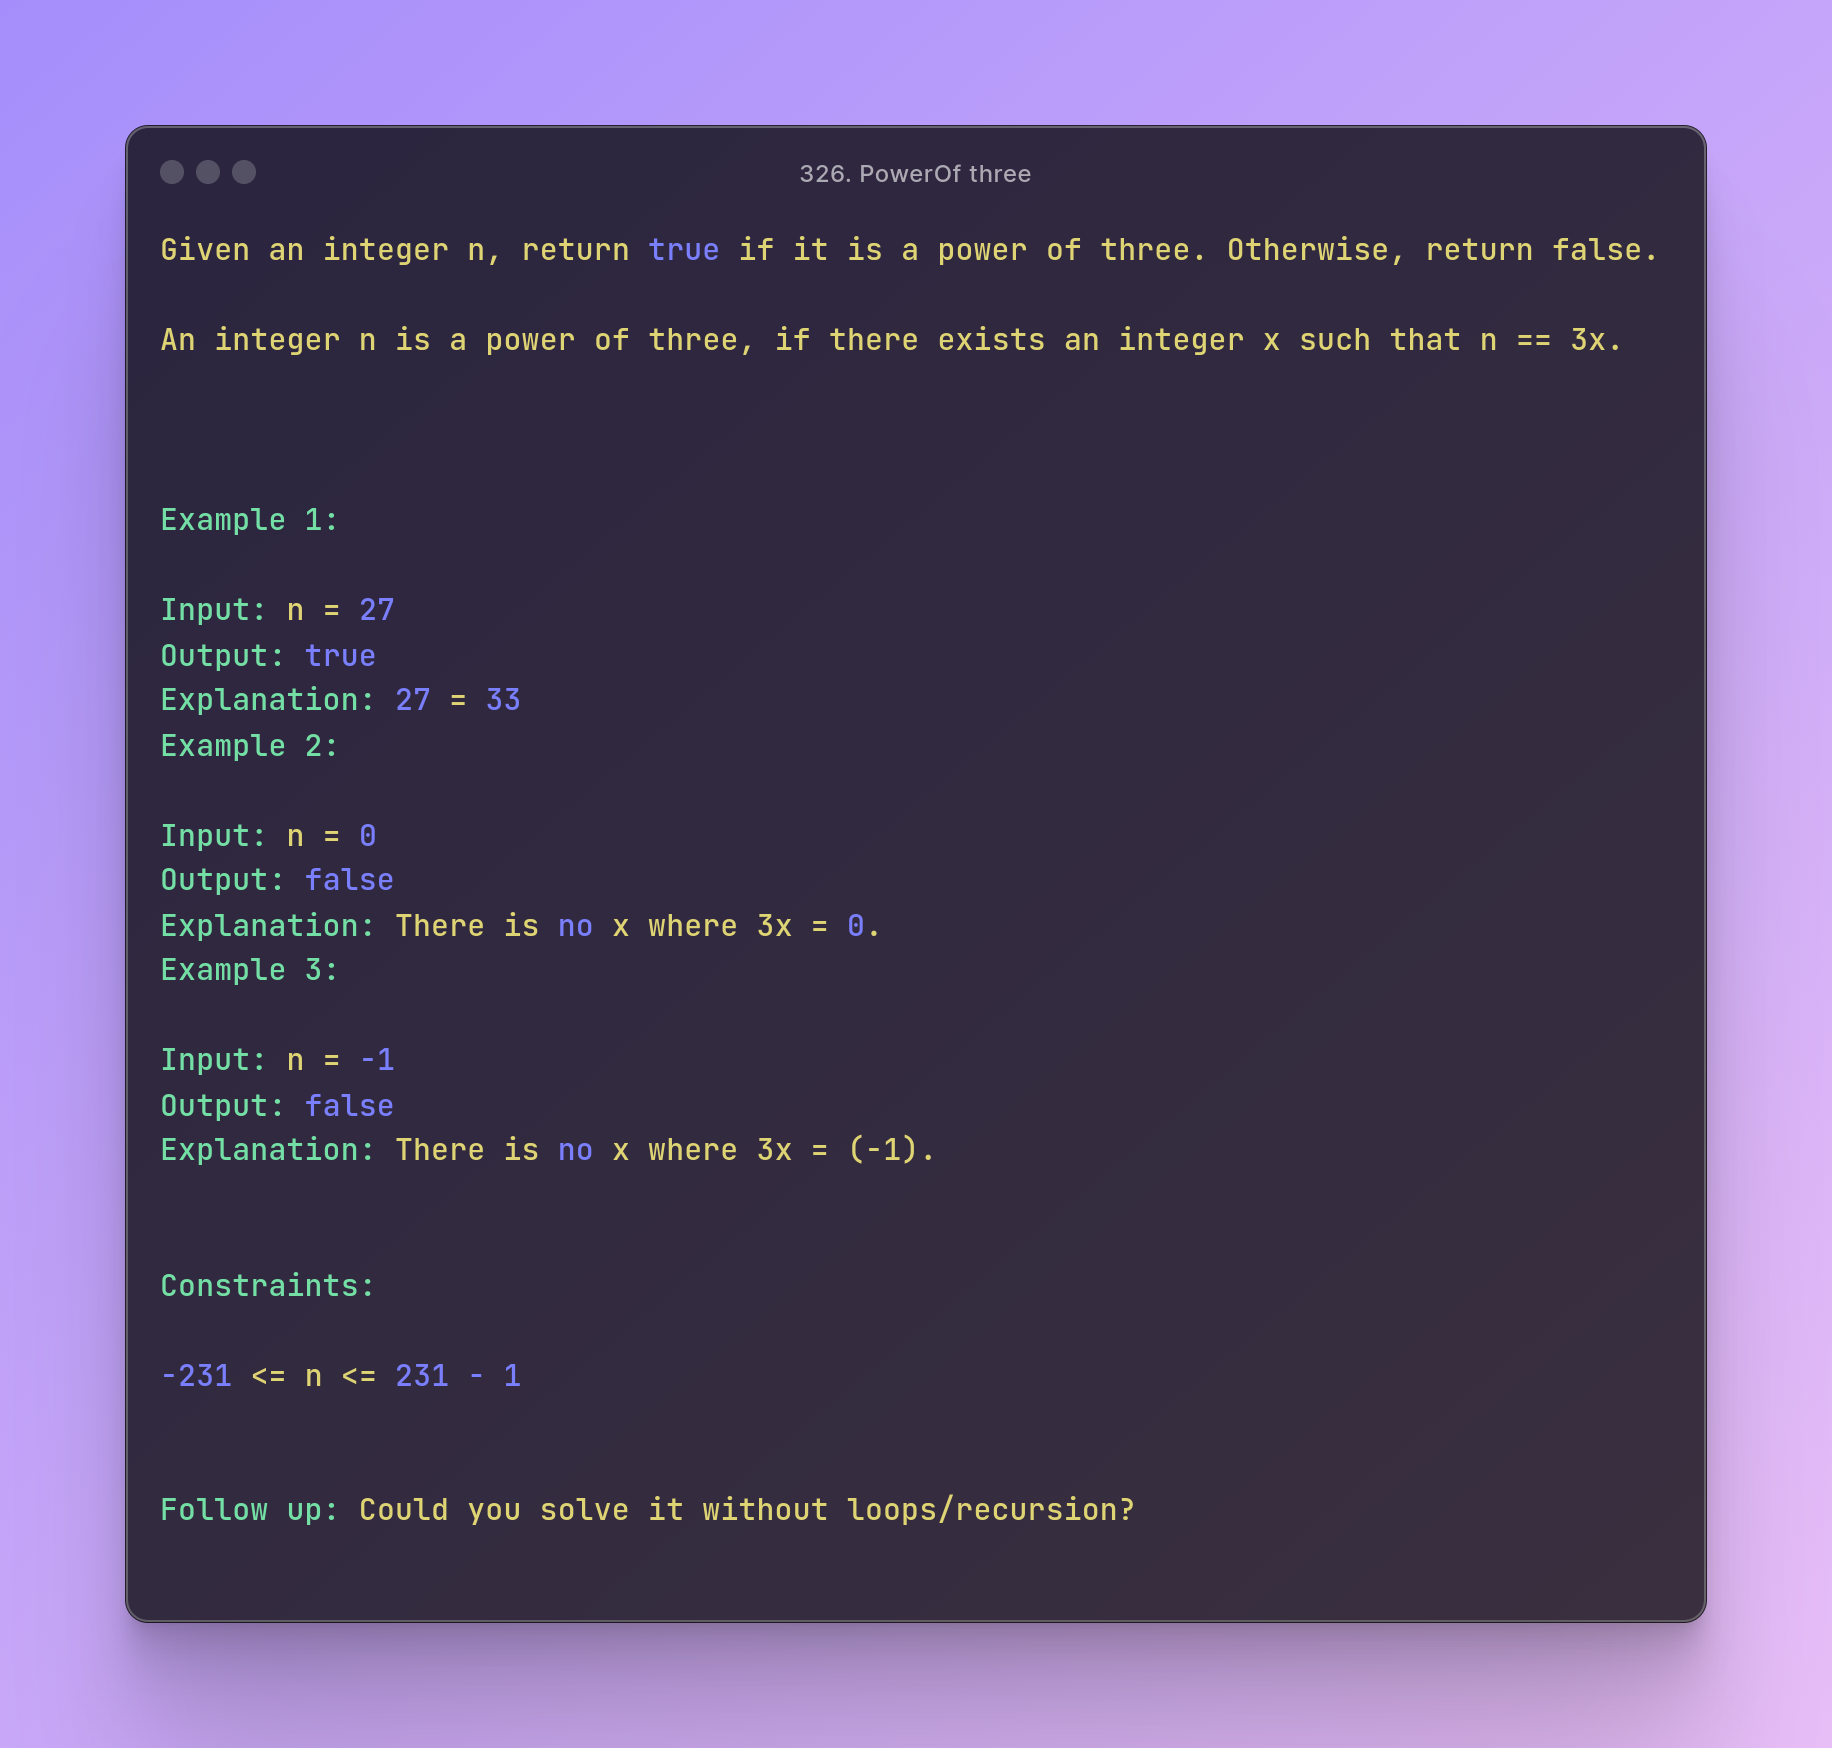 326. PowerOf three
Given an integer n, return true if it is a power of three. Otherwise, return false.
An integer n is a power of three, if there exists an integer x such that n == 3x.
Example 1:
Input: n = 27
Output: true
Explanation: 27 = 33
Example 2:
Input: n = 0
Output: false
Explanation: There is no x where 3x = 0.
Example 3:
Input: n = -1
Output: false
Explanation: There is no x where 3x = (-1).
Constraints:
-231 <= n <= 231 - 1
Follow up: Could you solve it without loops/recursion?